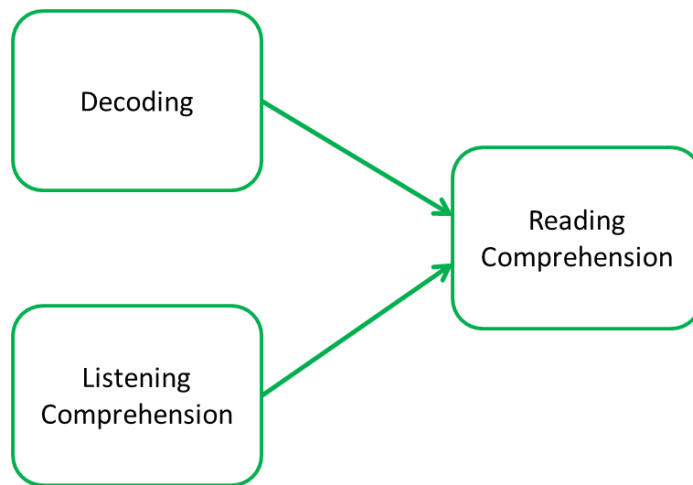 Decoding
Reading
Comprehension
Listening
Comprehension